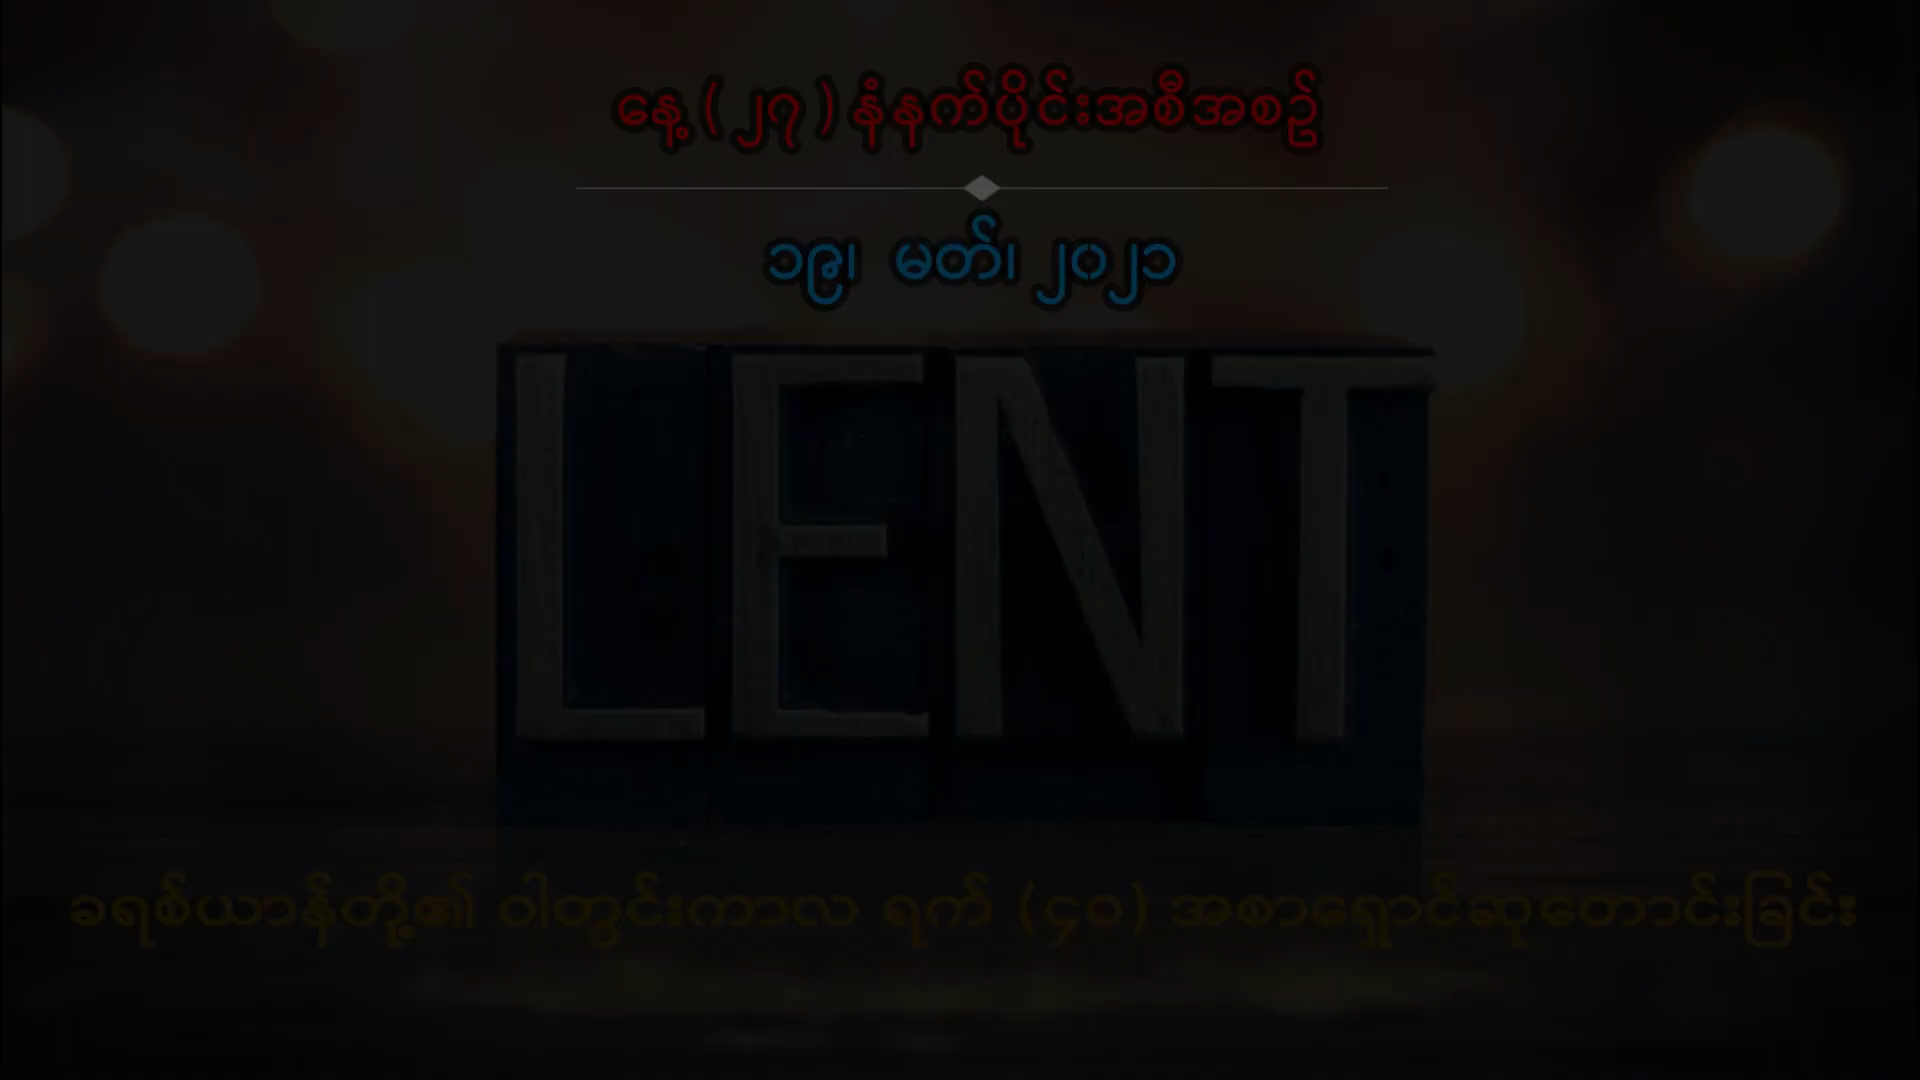 နေ့ ( ၂၇ ) နံနက်ပိုင်းအစီအစဉ်
၁၉၊ မတ်၊ ၂၀၂၁
LENT
ခရစ်ယာန်တို့၏ ဝါတွင်းကာလ ရက် (၄၀) အစာရှောင်ဆုတောင်းခြင်း